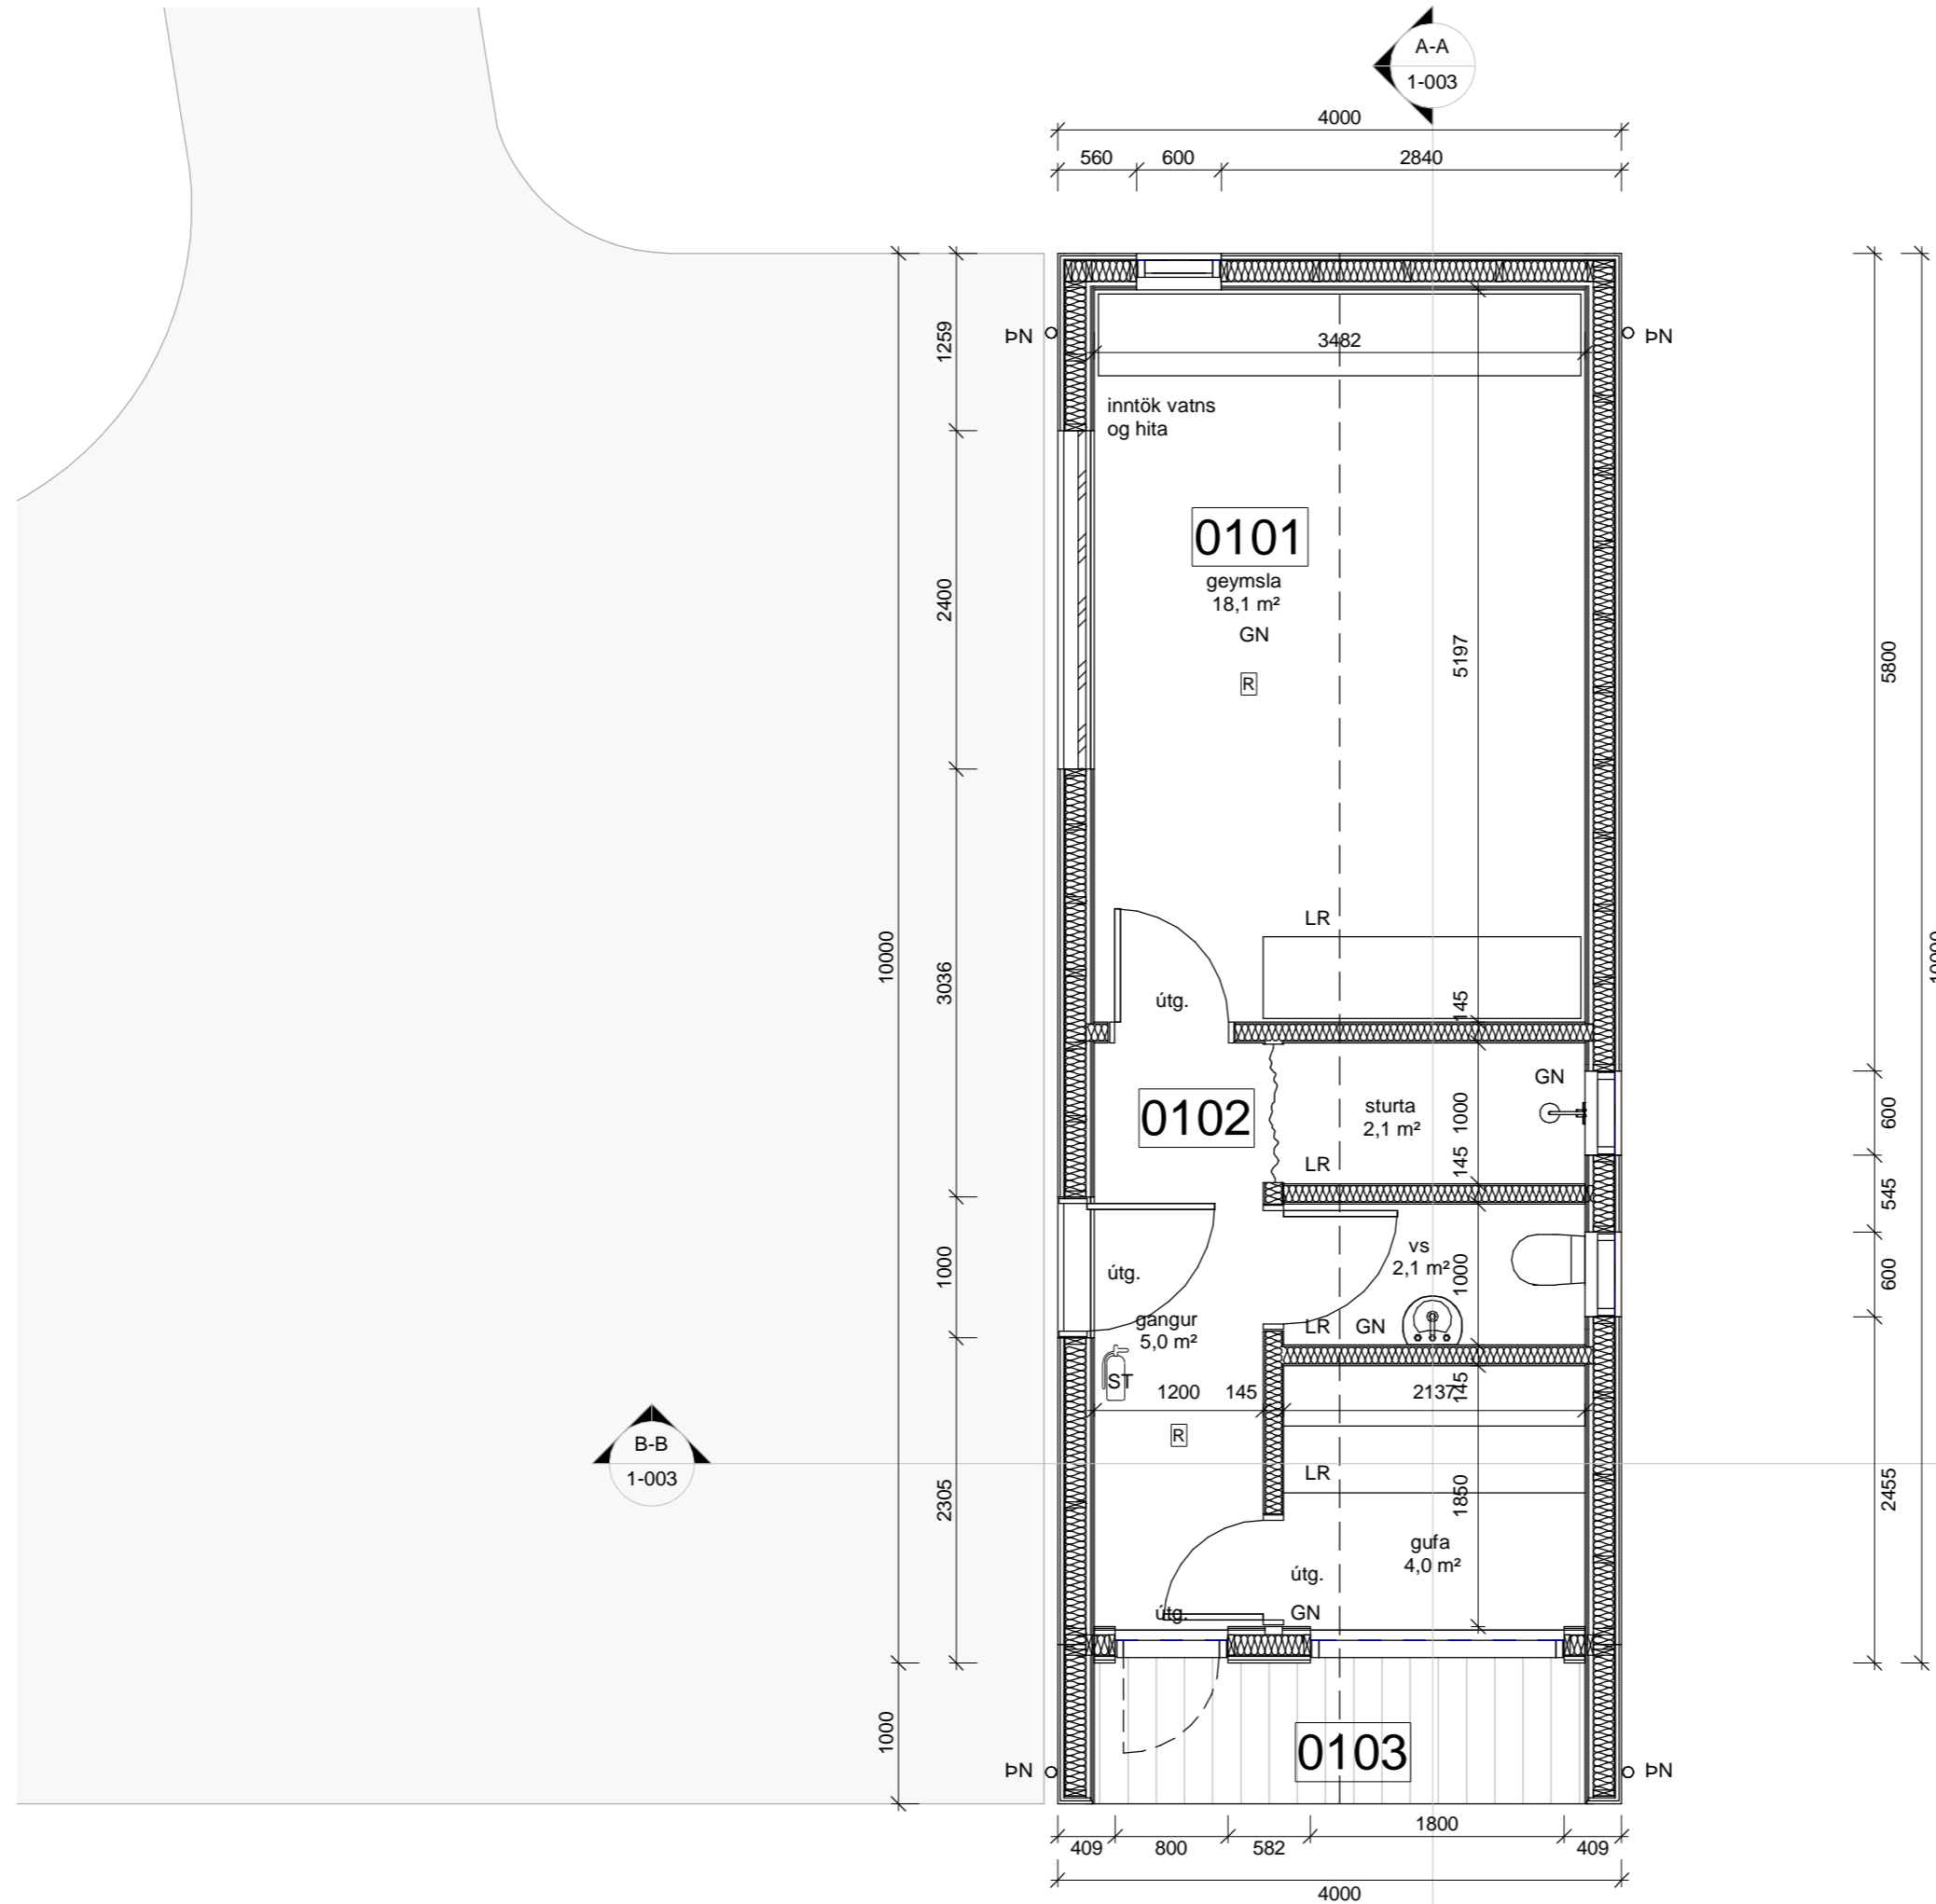 A-A
1-003
4000
560 600 2840
1259
ÞN
ÞN
3482
inntök vatns
og hita
0101
geymsla
18,1 m²
GN
R
2400
5197
5800
10000
3036
10000
LR
útg.
145
0102
GN
sturta
2,1 m²
1000
600
LR
145
545
vs
2,1 m²
1000
600
1000
útg.
gangur
5,0 m²
LR
GN
ST
1200
145
2137
145
R
B-B
1-003
LR
1850
2305
2455
gufa
4,0 m²
útg.
útg.
GN
1000
0103
ÞN
ÞN
409 800 582 1800 409
4000